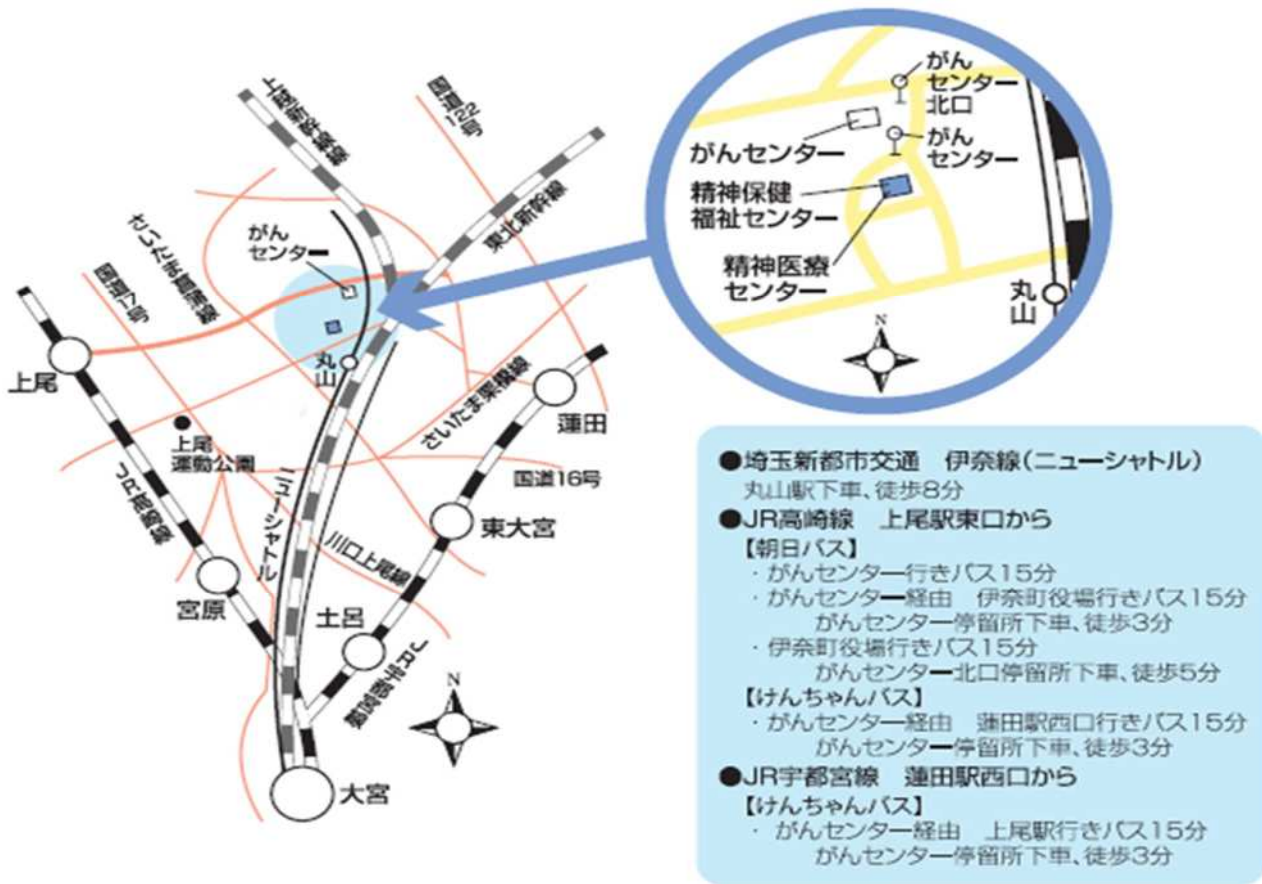 上越新幹線
国道122号
東北新幹線
さいたま菖蒲線
国道17号
がん
センター
上尾
丸山
さいたま栗橋線
蓮田
上尾
運動公園
国道16号
JR高崎線
ニューシャトル
東大宮
川口上尾線
宮原
土呂
JR宇都宮線
N
大宮
がん
センター
北口
がん
センター
がんセンター
精神保健
福祉センター
精神医療
センター
丸山
N
●埼玉新都市交通 伊奈線(ニューシャトル)
丸山駅下車、徒歩8分
●JR高崎線 上尾駅東口から
【朝日バス】
・がんセンター行きバス15分
・がんセンター経由 伊奈町役場行きバス15分
がんセンター停留所下車、徒歩3分
・伊奈町役場行きバス15分
がんセンター北口停留所下車、徒歩5分
【けんちゃんバス】
・がんセンター経由 蓮田駅西口行きバス15分
がんセンター停留所下車、徒歩3分
●JR宇都宮線 蓮田駅西口から
【けんちゃんバス】
・がんセンター経由 上尾駅行きバス15分
がんセンター停留所下車、徒歩3分